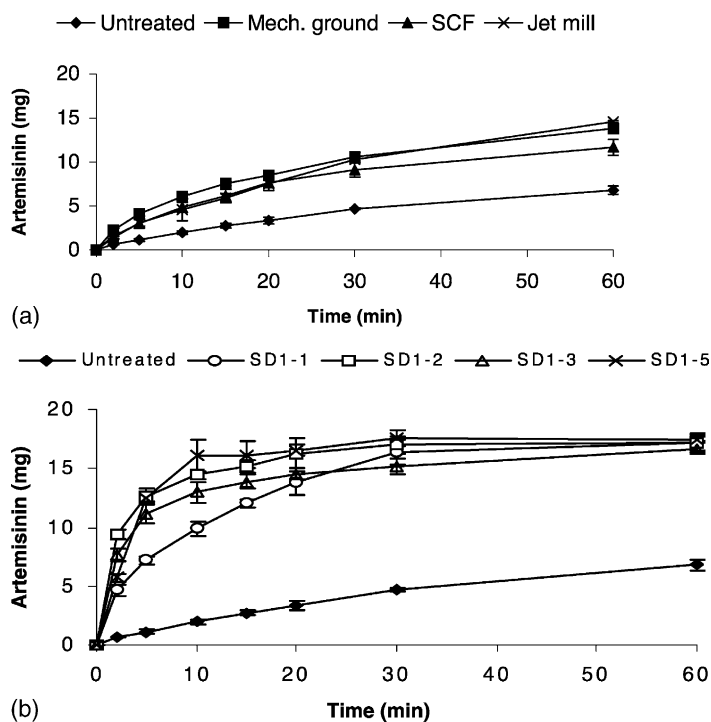 Untreated Mech. ground SCF Jet mill
20
15
10
5
0
Artemisinin (mg)
0 10 20 30 40 50 60
Time (min)
(a)
Untreated SD1-1 SD1-2 SD1-3 SD1-5
20
15
10
5
0
Artemisinin (mg)
0 10 20 30 40 50 60
Time (min)
(b)